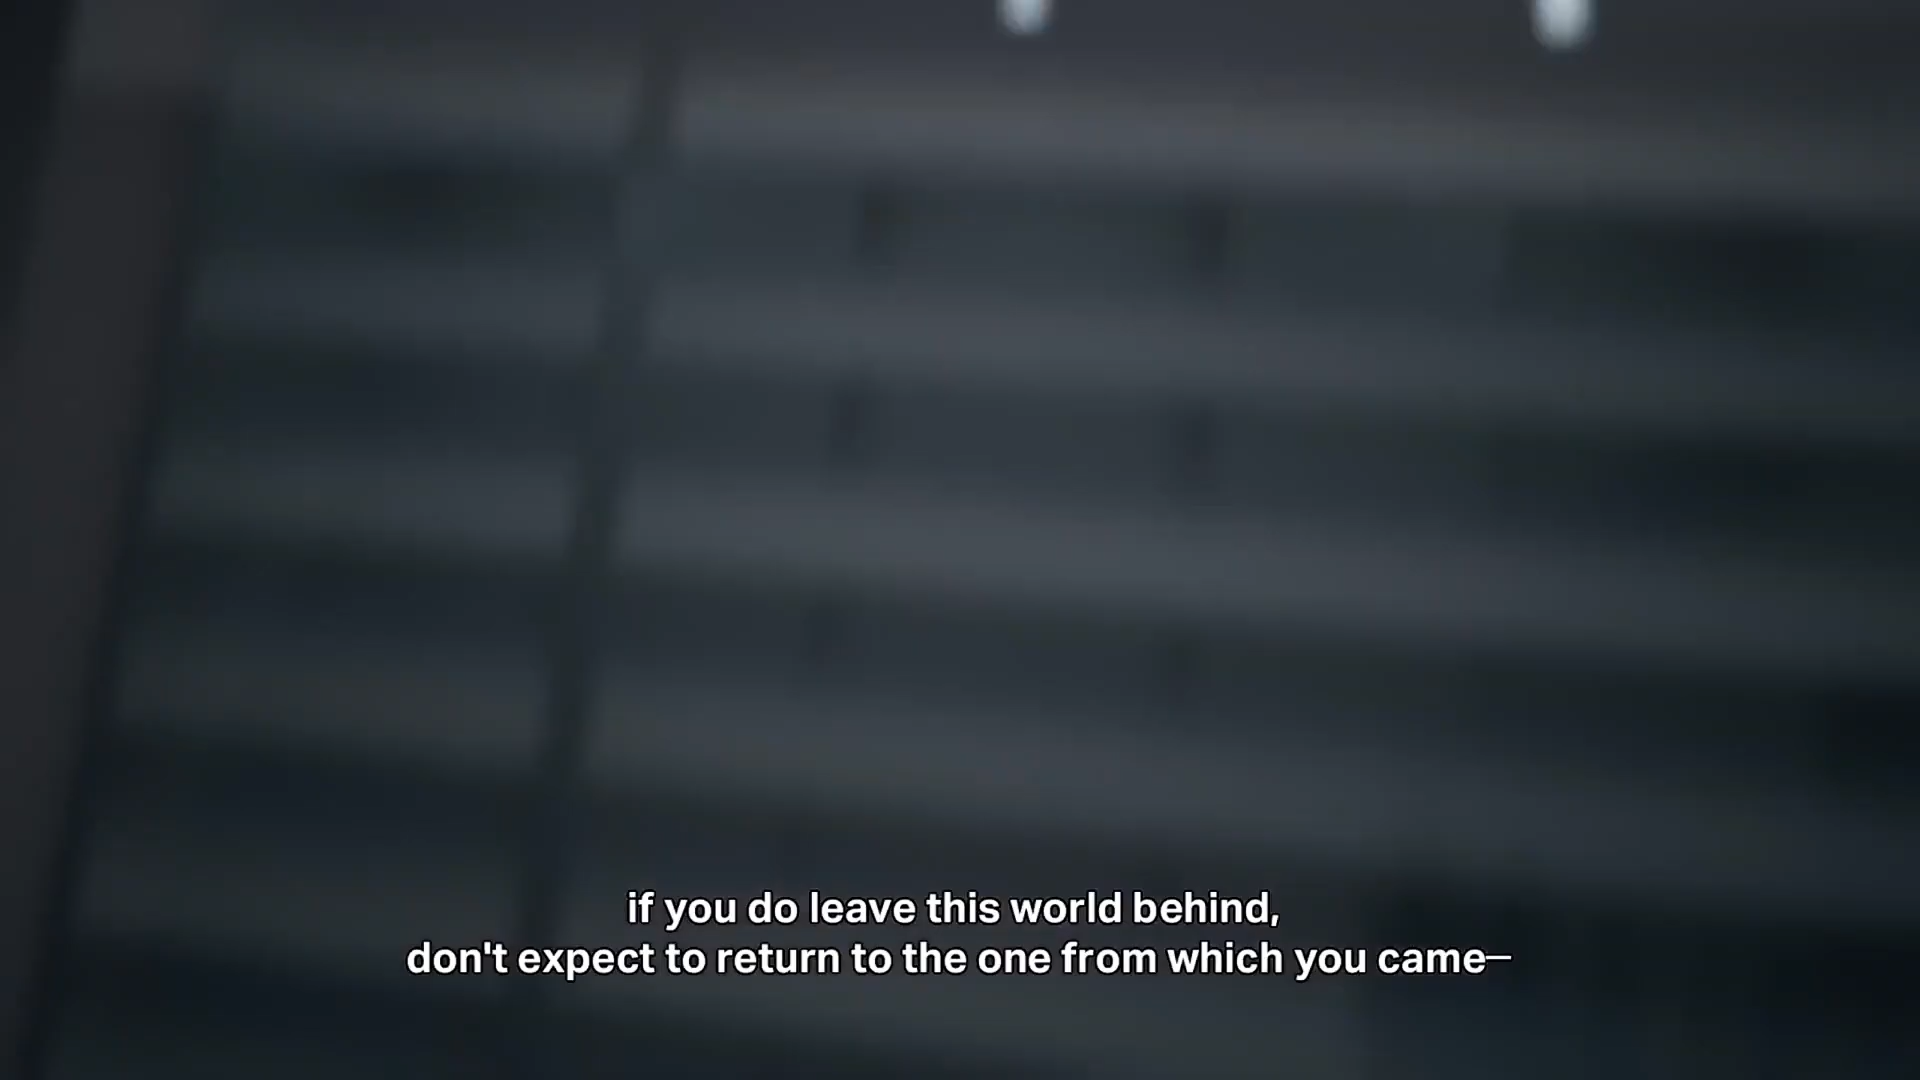 if you do leave this world behind,
don't expect to return to the one from which you came—